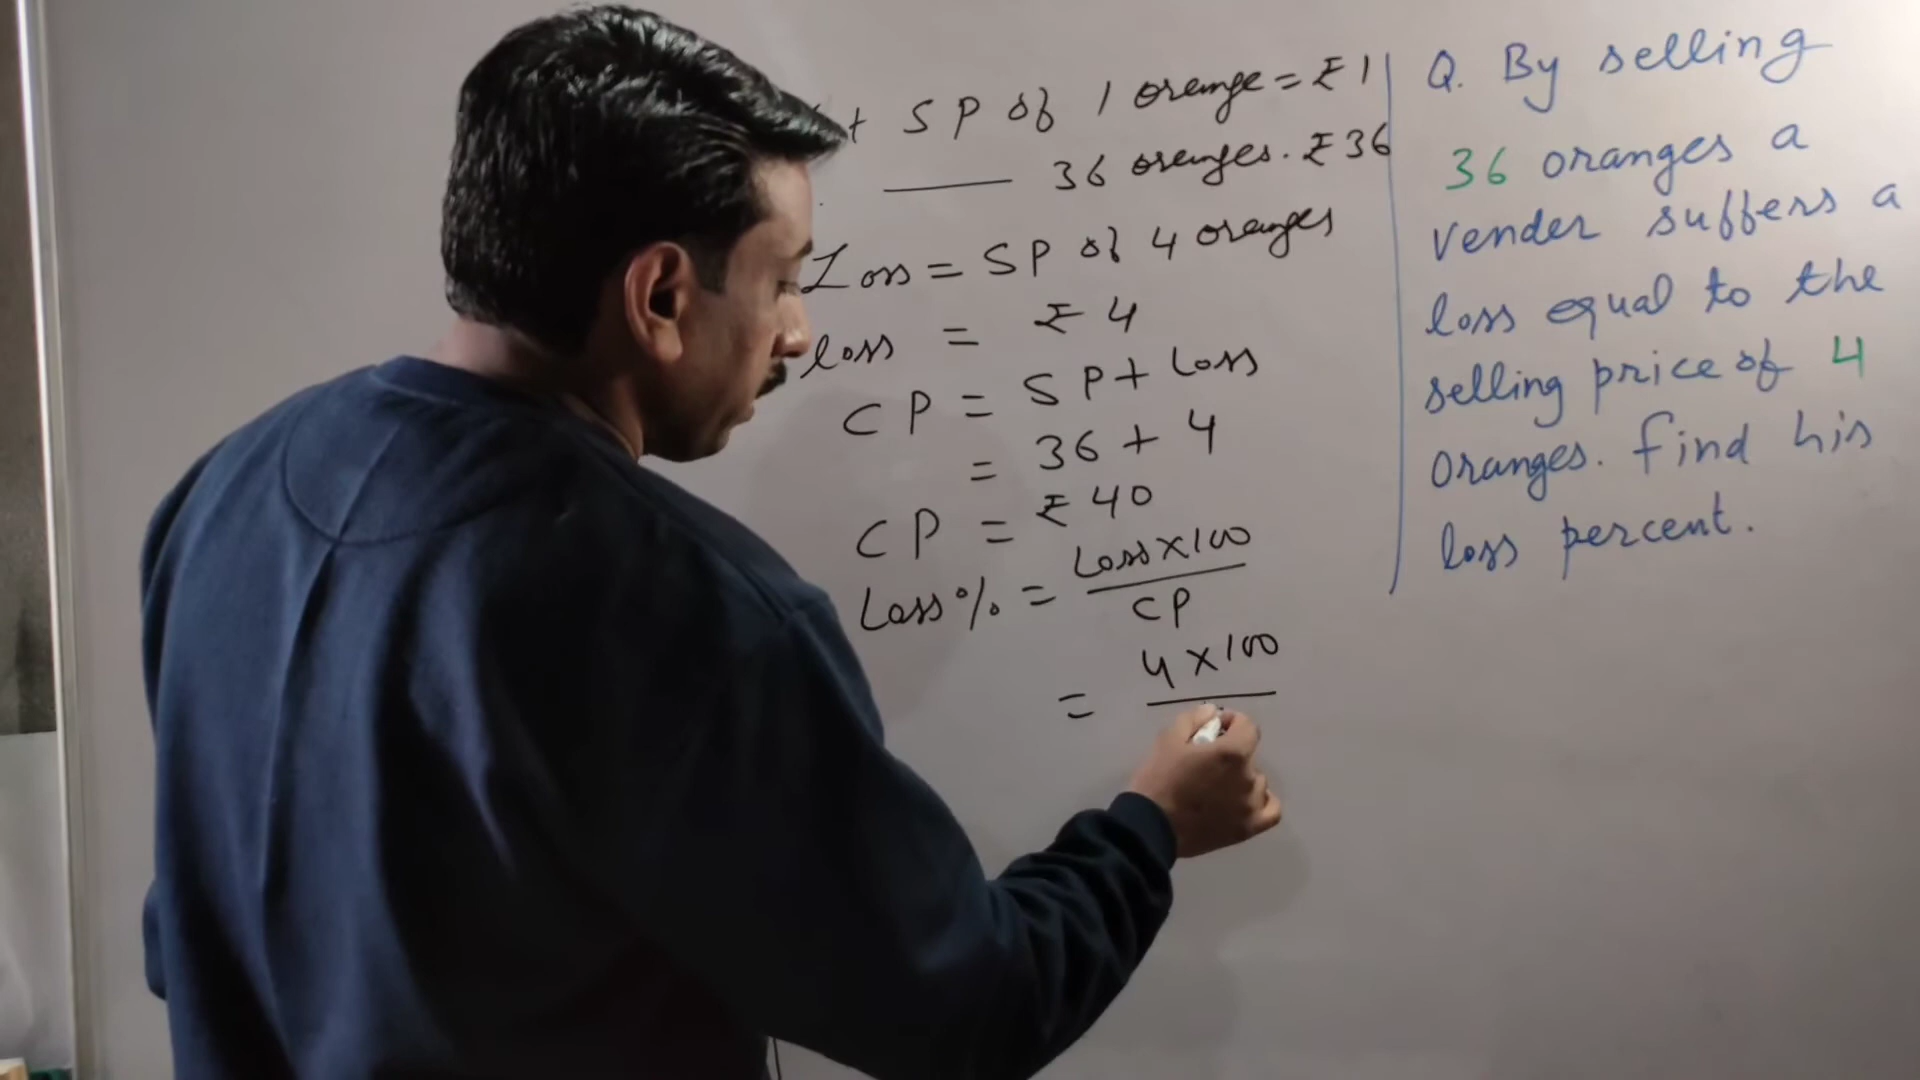 SP of 1 orange = ₹1
36 oranges. ₹36
Loss = SP of 4 oranges
loss = ₹4
CP = SP + Loss
= 36 + 4
CP = ₹40
Loss% = Loss×100
CP
= 4×100
Q. By selling
36 oranges a
vender suffers a
loss equal to the
selling price of 4
oranges. Find his
loss percent.